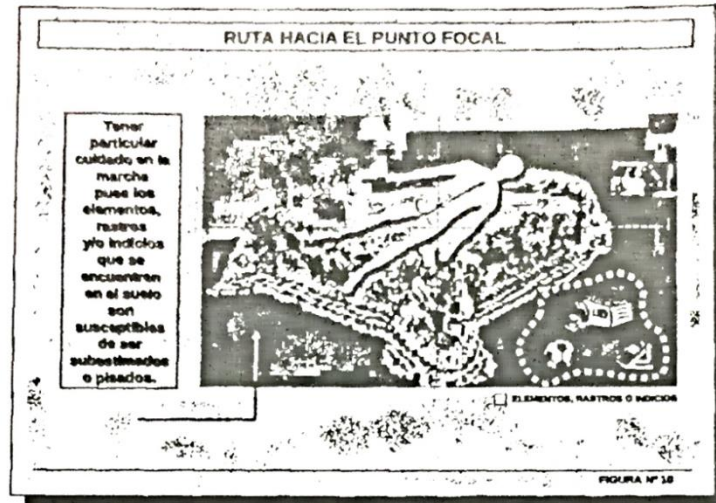 RUTA HACIA EL PUNTO FOCAL
Tener
particular
cuidado en la
marcha
pues los
elementos,
rastros
y/o indicios
que se
encuentren
en el suelo
son
susceptibles
de ser
subestimados
o pisados.
ELEMENTOS, RASTROS O INDICIOS
FIGURA Nº 10